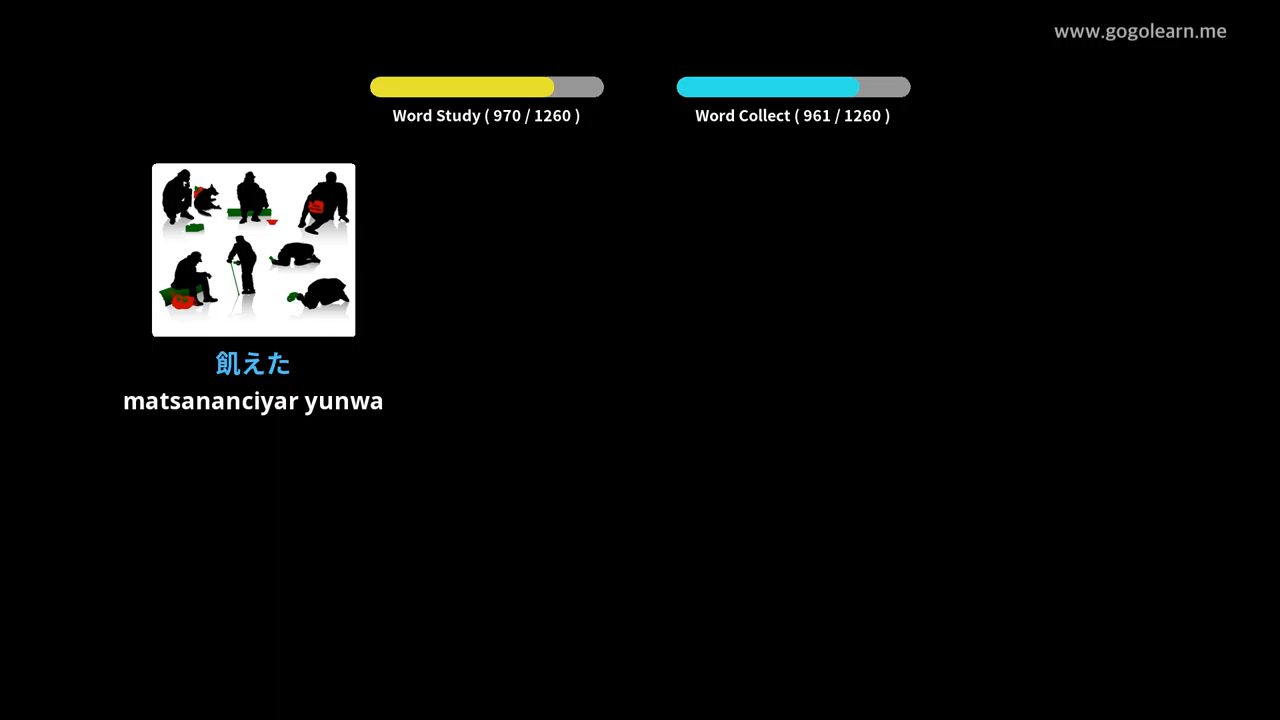 www.gogolearn.me
Word Study ( 970 / 1260 )
Word Collect ( 961 / 1260 )
飢えた
matsananciyar yunwa